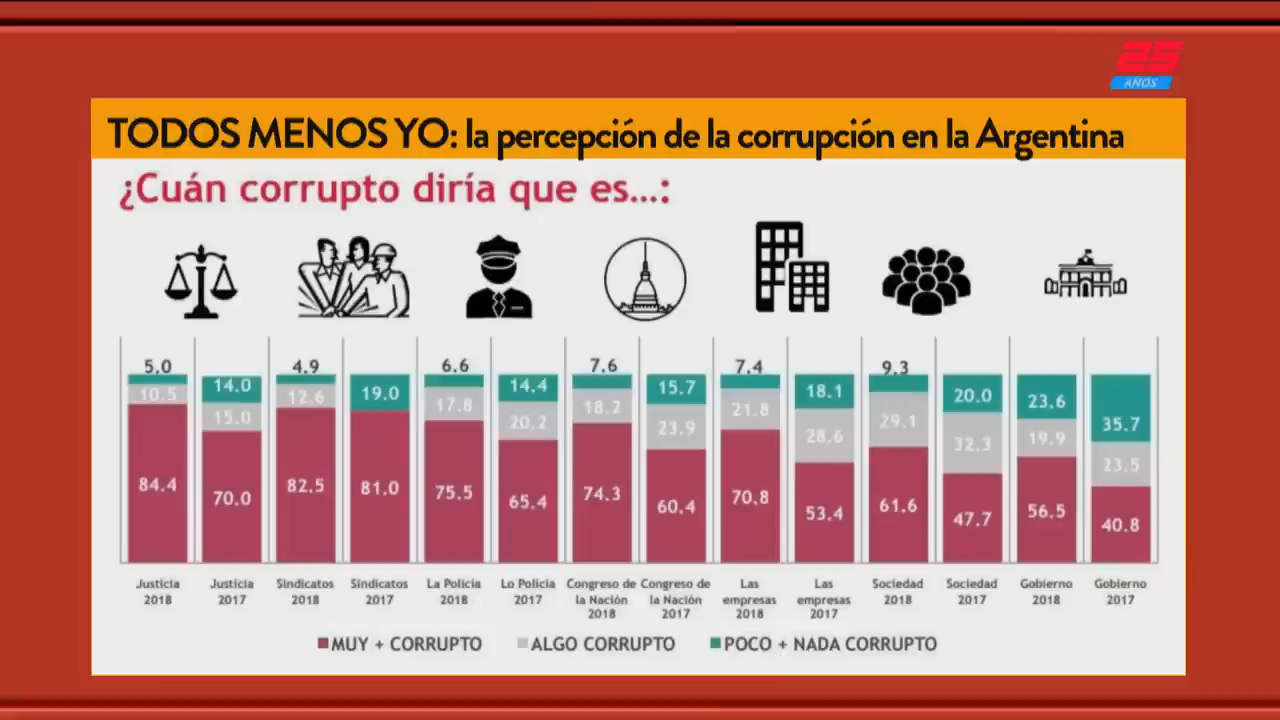 25
AÑOS
TODOS MENOS YO: la percepción de la corrupción en la Argentina
¿Cuán corrupto diría que es...:
5.0 4.9 6.6 7.6 7.4 9.3
10.5 14.0 12.6 19.0 17.8 14.4 18.2 15.7 21.8 18.1 29.1 20.0 23.6 35.7
15.0 20.2 23.9 28.6 32.3 19.9 23.5
84.4 70.0 82.5 81.0 75.5 65.4 74.3 60.4 70.8 53.4 61.6 47.7 56.5 40.8
Justicia Justicia Sindicatos Sindicatos La Policia Lo Policia Congreso de Congreso de Las Las Sociedad Sociedad Gobierno Gobierno
2018 2017 2018 2017 2018 2017 la Nación la Nación empresas empresas 2018 2017 2018 2017
2018 2017 2018 2017
MUY + CORRUPTO ALGO CORRUPTO POCO + NADA CORRUPTO